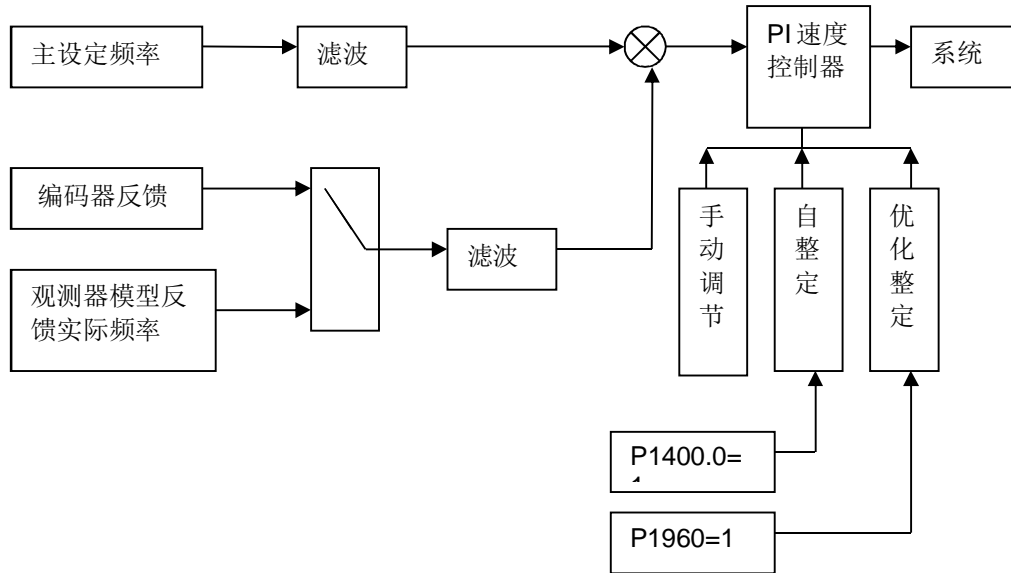 主设定频率
滤波
PI 速度
控制器
系统
编码器反馈
滤波
观测器模型反
馈实际频率
手动调节
自整定
优化整定
P1400.0=
P1960=1